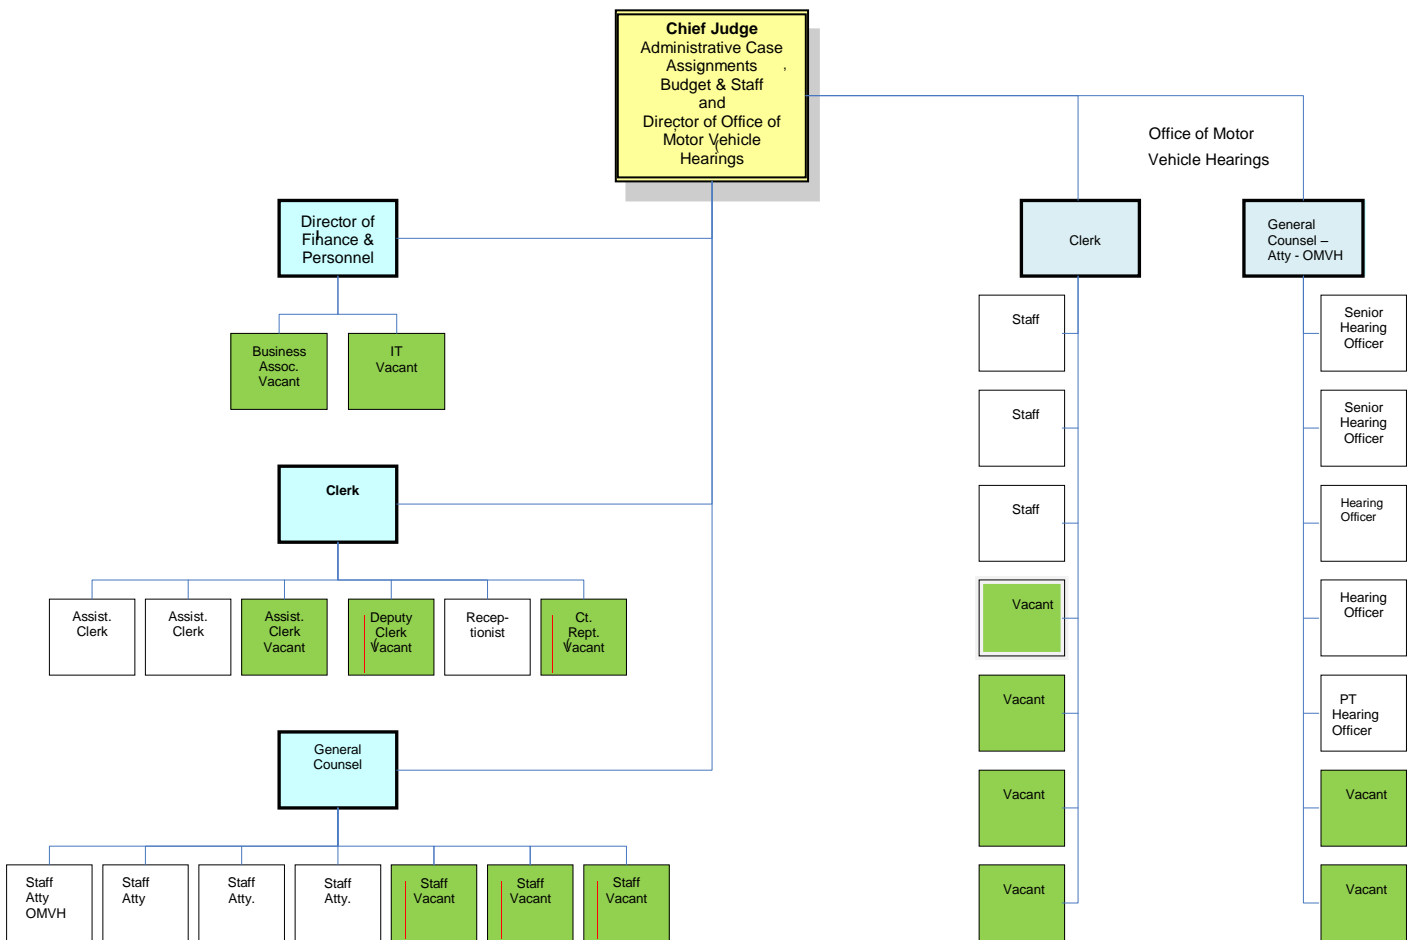 Chief Judge
Administrative Case
Assignments ,
Budget & Staff
and
Director of Office of
Motor Vehicle
Hearings
Office of Motor
Vehicle Hearings
Director of
Finance &
Personnel
Clerk
General
Counsel –
Atty - OMVH
Business
Assoc.
Vacant
IT
Vacant
Staff
Staff
Staff
Vacant
Vacant
Vacant
Vacant
Senior
Hearing
Officer
Senior
Hearing
Officer
Hearing
Officer
Hearing
Officer
PT
Hearing
Officer
Vacant
Vacant
Clerk
Assist.
Clerk
Assist.
Clerk
Assist.
Clerk
Vacant
Deputy
Clerk
Vacant
Recep-
tionist
Ct.
Rept.
Vacant
General
Counsel
Staff
Atty
OMVH
Staff
Atty
Staff
Atty.
Staff
Atty.
Staff
Vacant
Staff
Vacant
Staff
Vacant